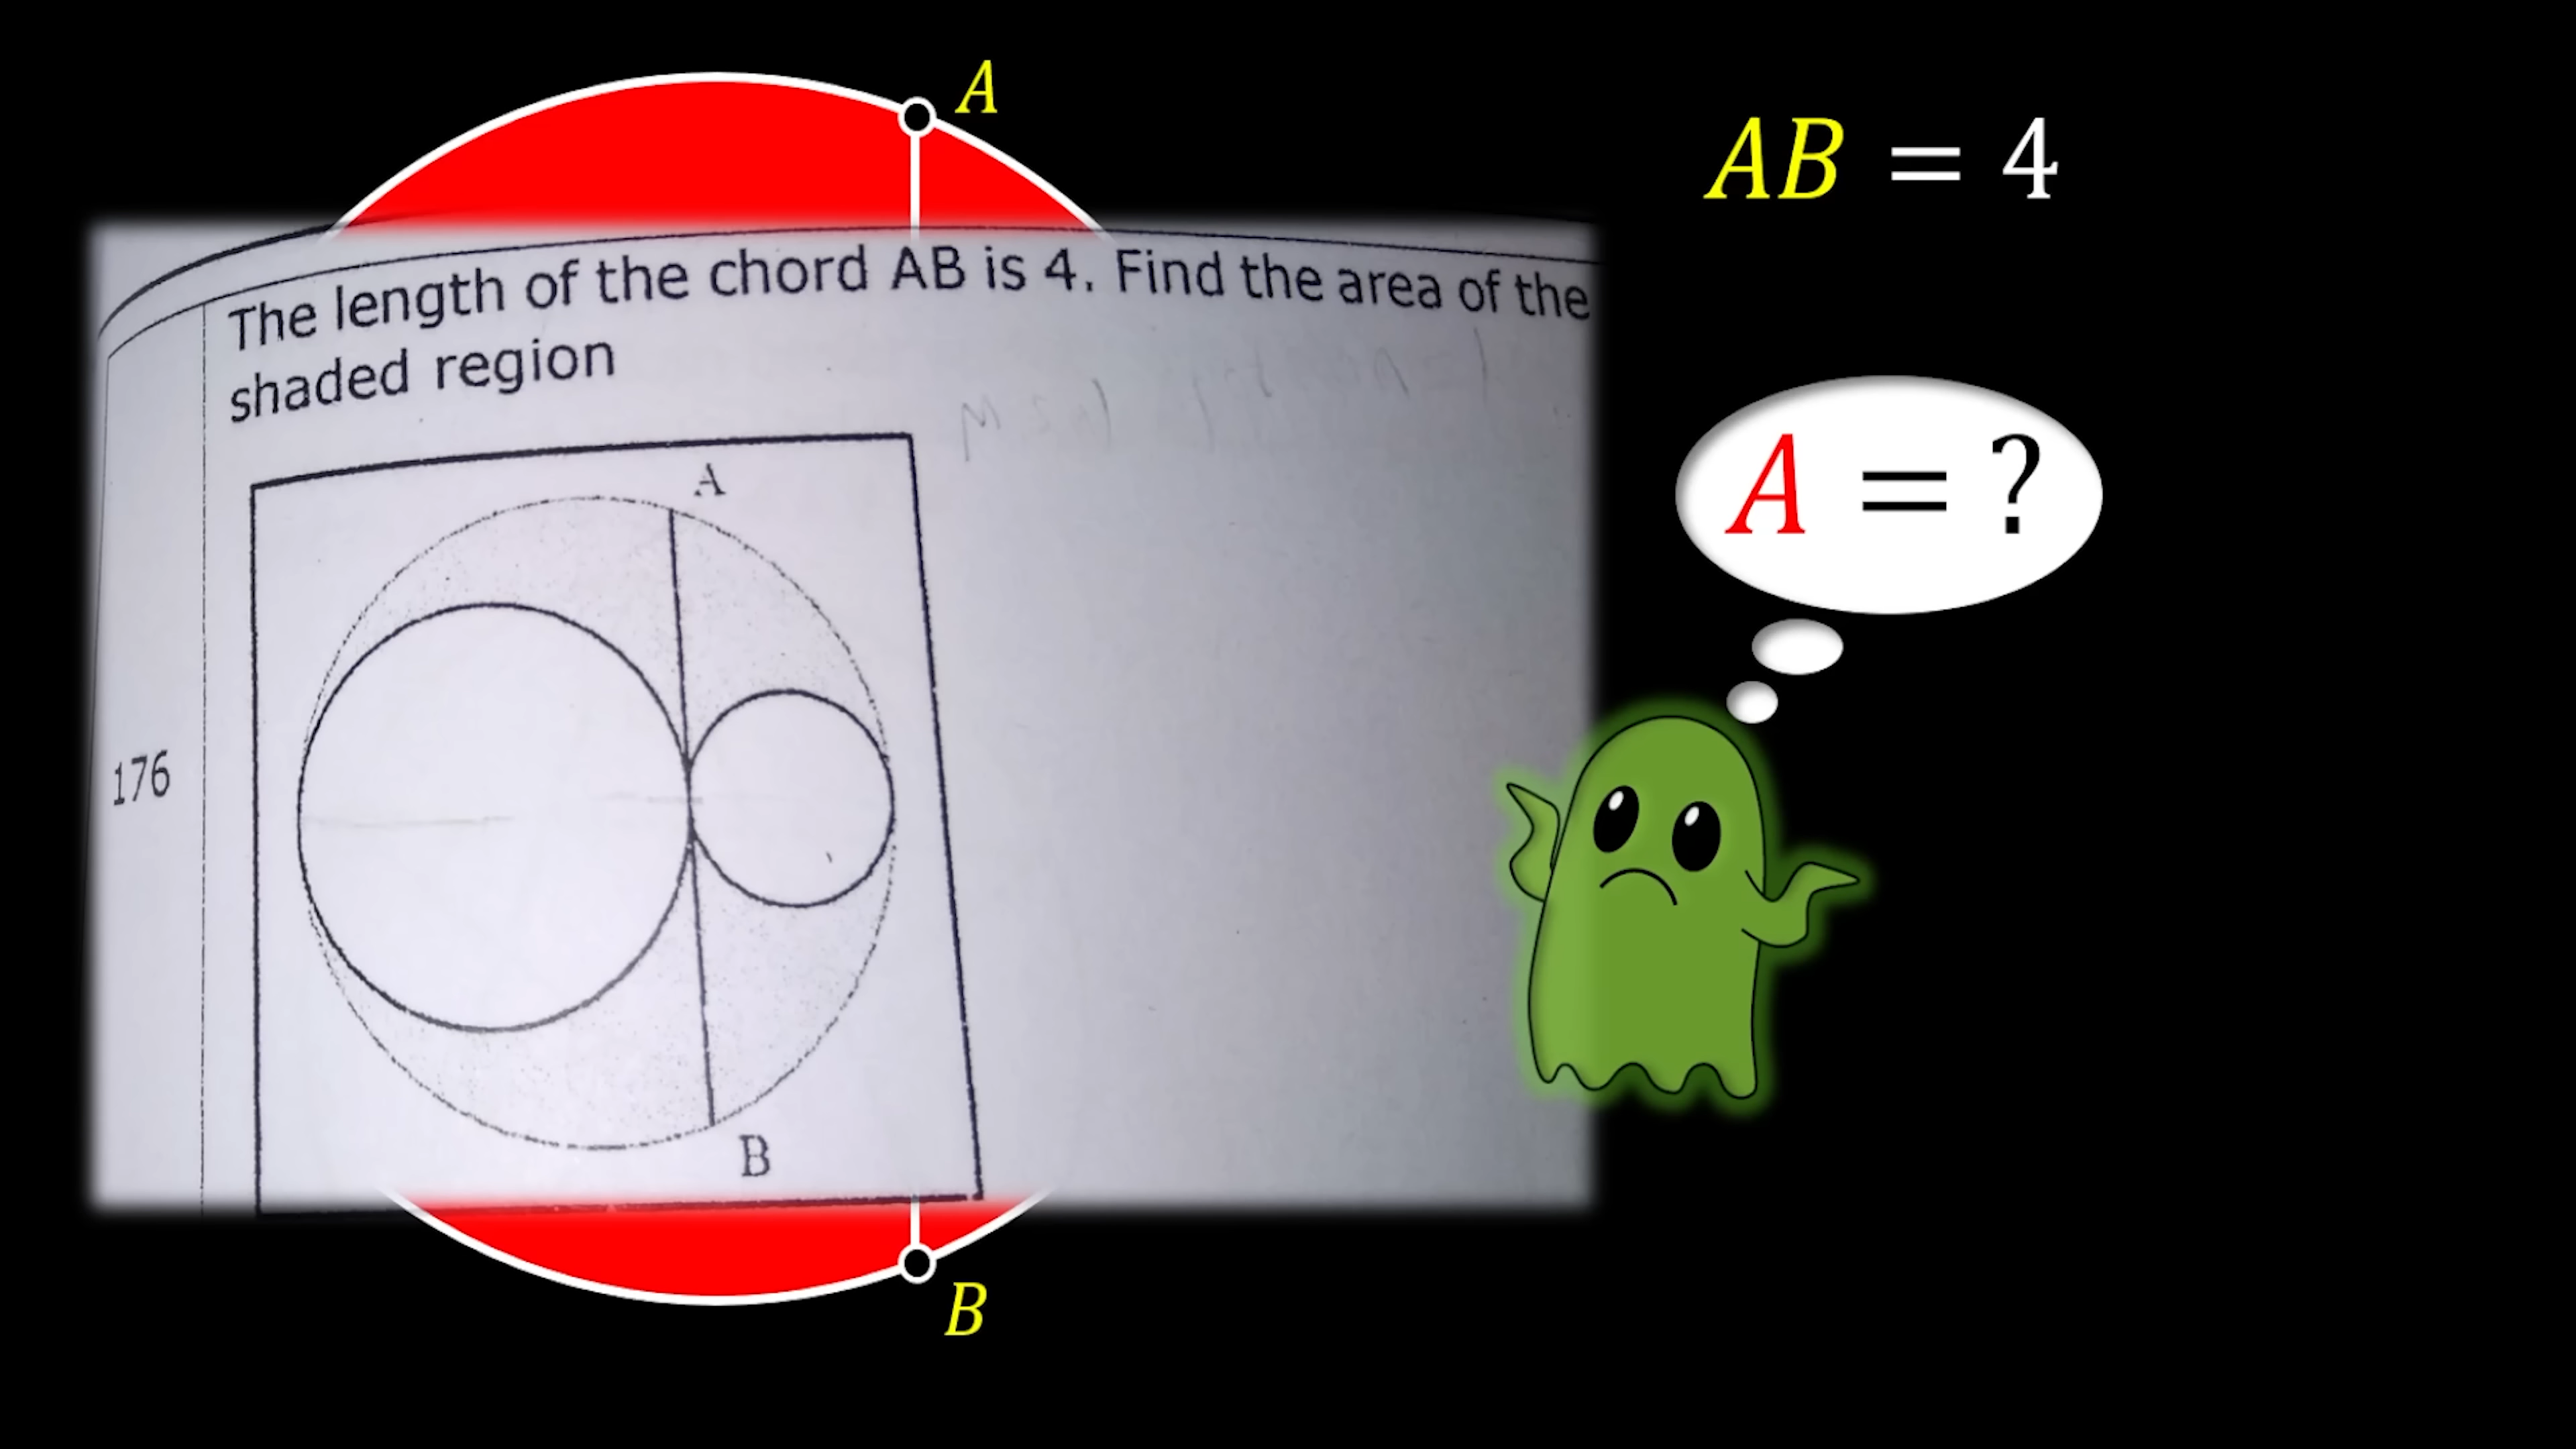 A
AB = 4
The length of the chord AB is 4. Find the area of the
shaded region
A = ?
A
176
B
B